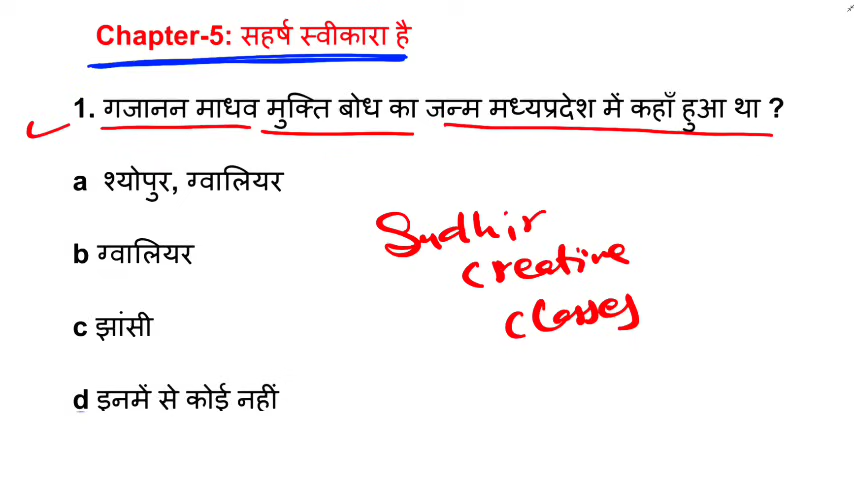 Chapter-5: सहर्ष स्वीकारा है
1. गजानन माधव मुक्ति बोध का जन्म मध्यप्रदेश में कहाँ हुआ था ?
a श्योपुर, ग्वालियर
b ग्वालियर
Sudhir
creative
classes
c झांसी
d इनमें से कोई नहीं